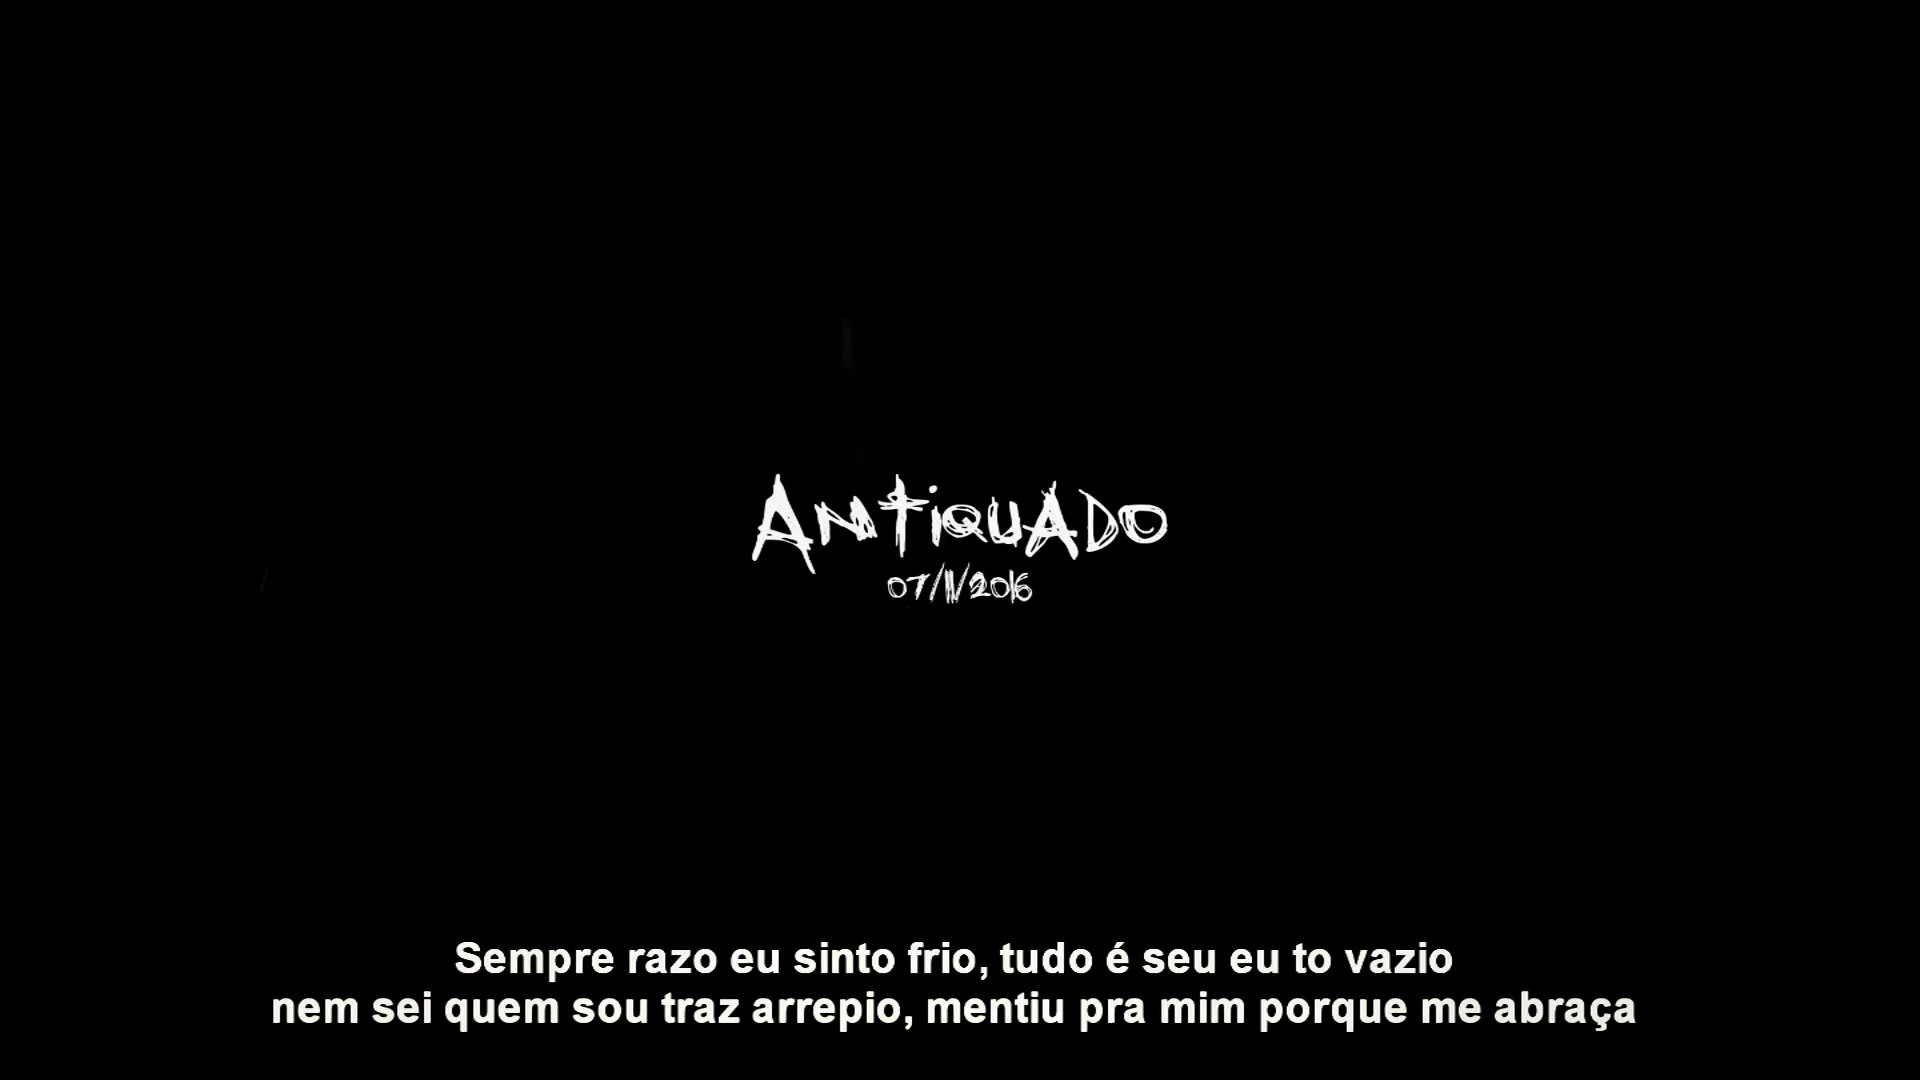 Antiquado
07/11/2016
Sempre razo eu sinto frio, tudo é seu eu to vazio
nem sei quem sou traz arrepio, mentiu pra mim porque me abraça